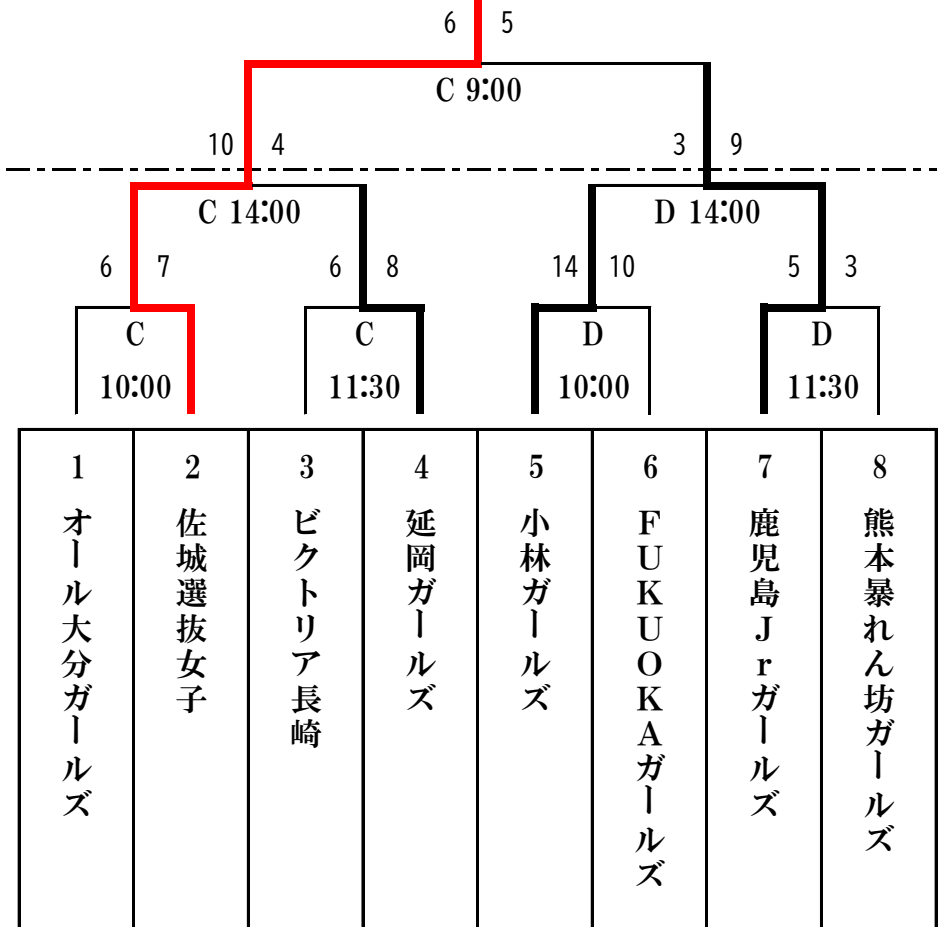 6 5
C 9:00
10 4 3 9
C 14:00 D 14:00
6 7 6 8 14 10 5 3
C C D D
10:00 11:30 10:00 11:30
1 オール大分ガールズ
2 佐城選抜女子
3 ビクトリア長崎
4 延岡ガールズ
5 小林ガールズ
6 FUKUOKAガールズ
7 鹿児島Jrガールズ
8 熊本暴れん坊ガールズ